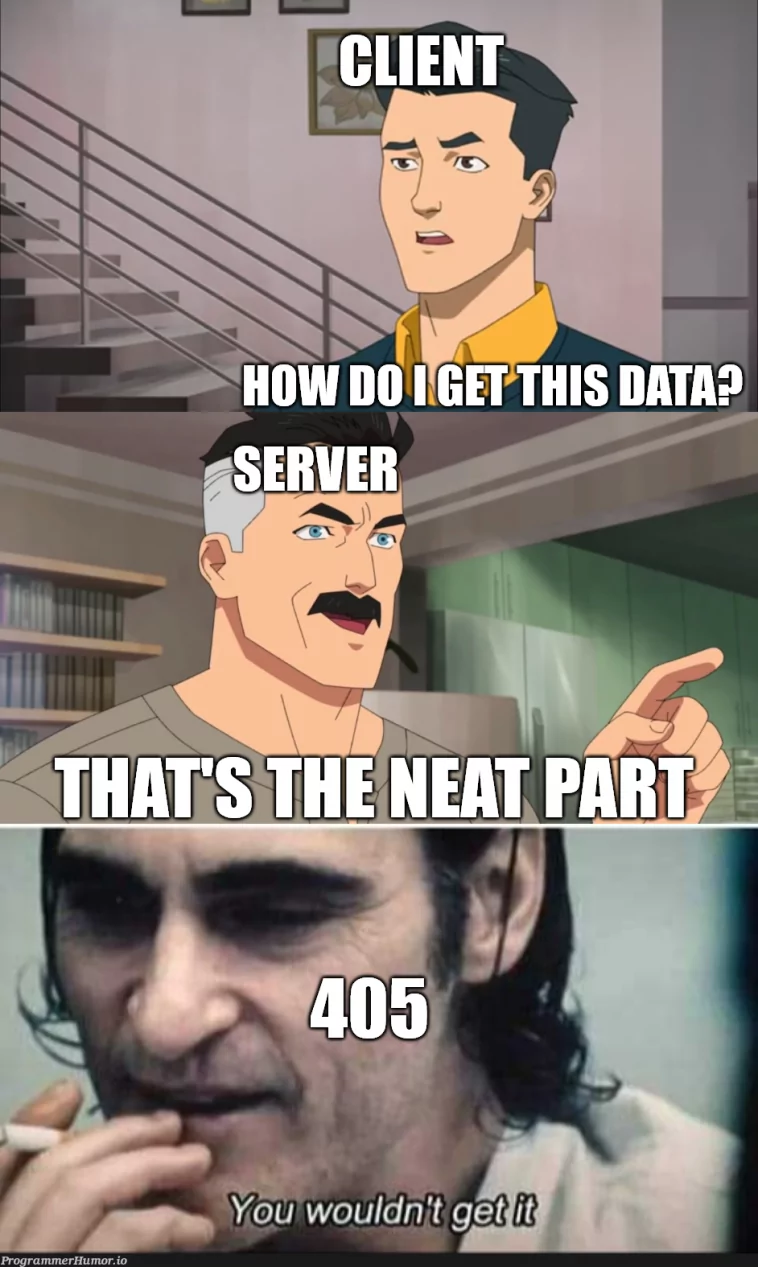 CLIENT
HOW DO I GET THIS DATA?
SERVER
THAT'S THE NEAT PART
405
You wouldn't get it
ProgrammerHumor.io